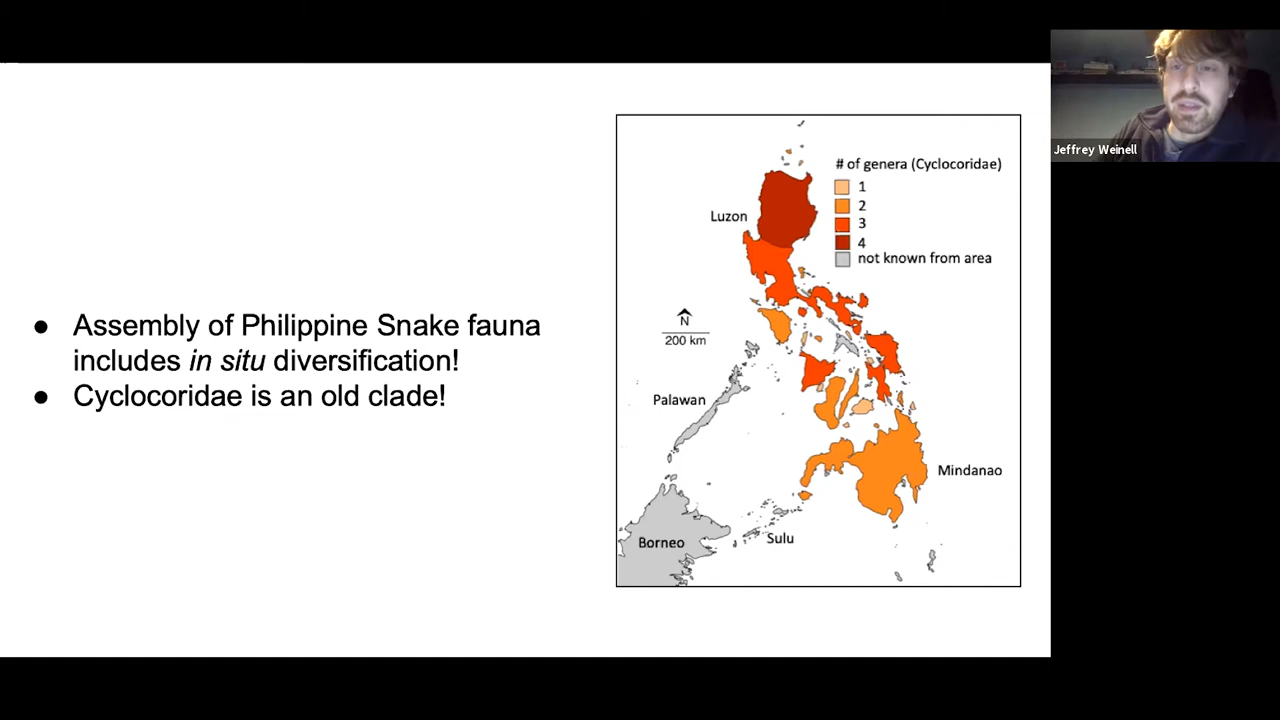 ● Assembly of Philippine Snake fauna
includes in situ diversification!
● Cyclocoridae is an old clade!
# of genera (Cyclocoridae)
1
2
3
4
not known from area
Luzon
N
200 km
Palawan
Mindanao
Borneo
Sulu
Jeffrey Weinell